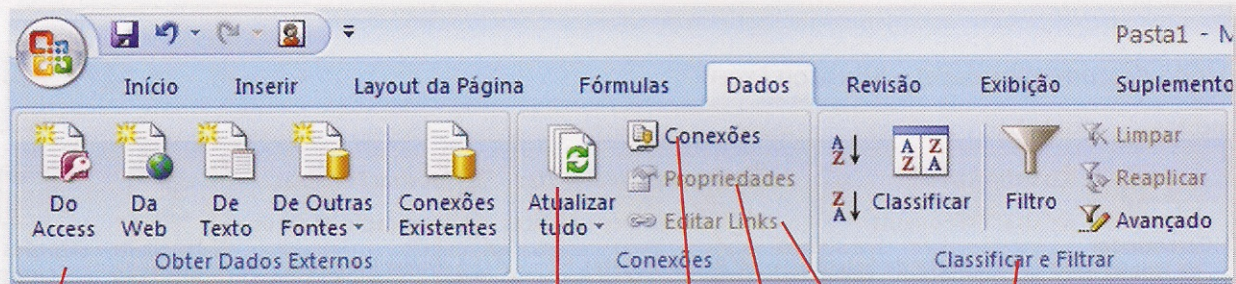 Pasta1 - M
Início Inserir Layout da Página Fórmulas Dados Revisão Exibição Suplemento
Do Access
Da Web
De Texto
De Outras Fontes
Conexões Existentes
Obter Dados Externos
Atualizar tudo
Conexões
Propriedades
Editar Links
Conexões
A Z
Z A
A Z Z A
Classificar
Filtro
Limpar
Reaplicar
Avançado
Classificar e Filtrar